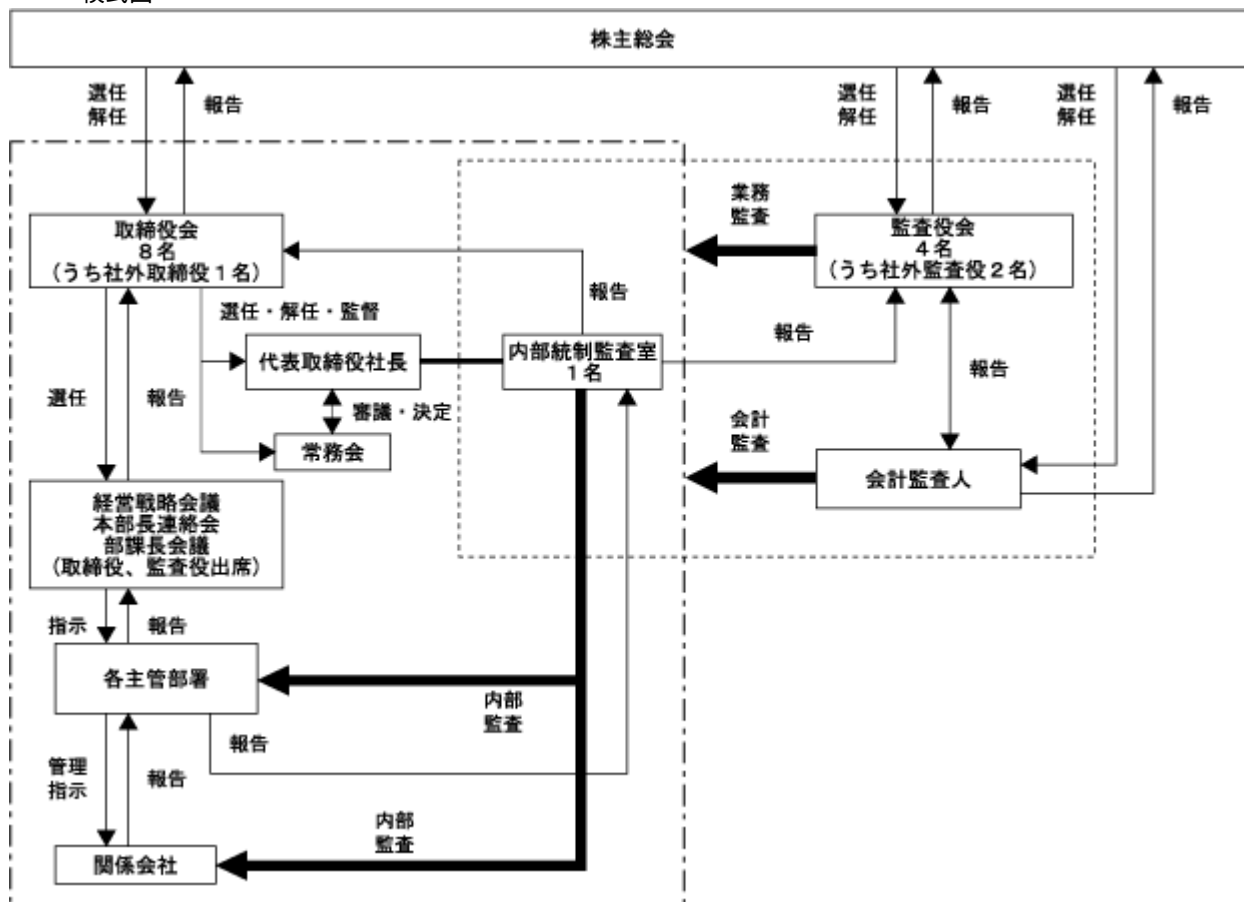 模式図
株主総会
選任
解任
報告
選任
解任
報告
選任
解任
報告
取締役会
8名
(うち社外取締役1名)
業務
監査
監査役会
4名
(うち社外監査役2名)
報告
選任・解任・監督
代表取締役社長
内部統制監査室
1名
報告
報告
選任
報告
審議・決定
常務会
会計
監査
会計監査人
経営戦略会議
本部長連絡会
部課長会議
(取締役、監査役出席)
指示
報告
各主管部署
内部
監査
報告
管理
指示
報告
内部
監査
関係会社